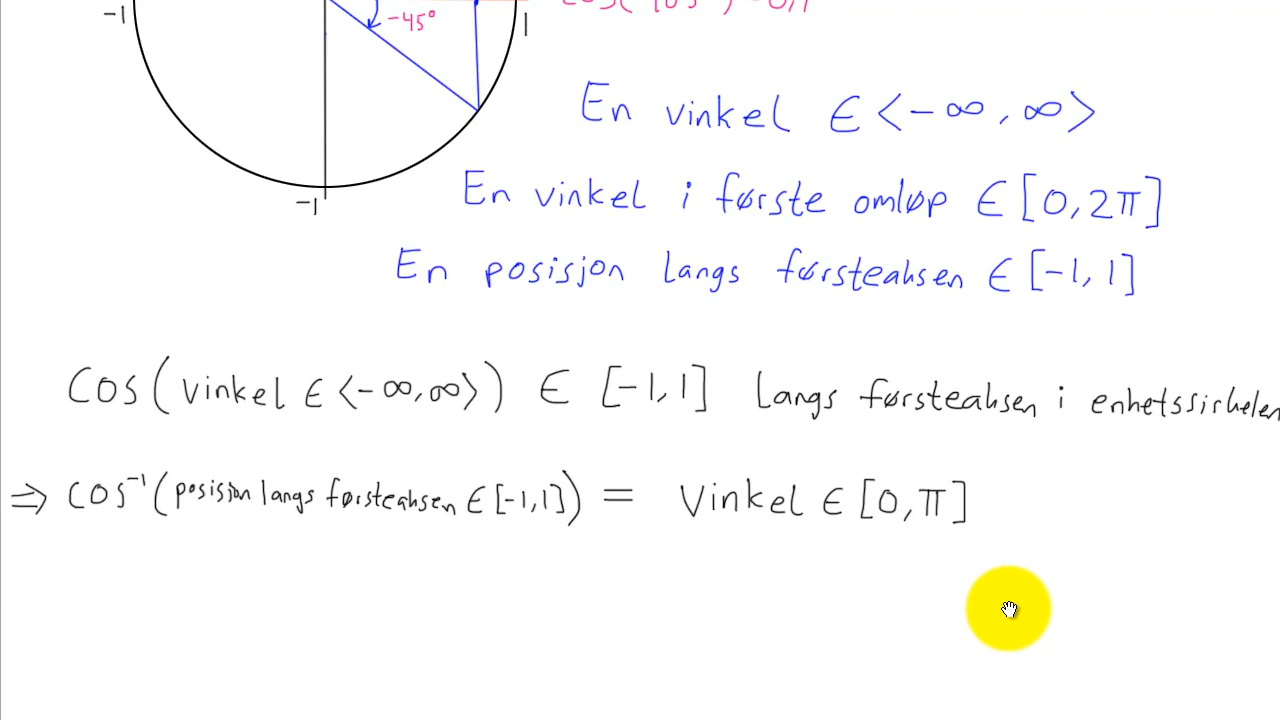 -1
-45°
1
-1
En vinkel ∈ <-∞, ∞>
En vinkel i første omløp ∈ [0, 2π]
En posisjon langs førsteaksen ∈ [-1, 1]
COS(vinkel ∈ <-∞, ∞>) ∈ [-1, 1] langs førsteaksen i enhetssirkelen
⇒ COS⁻¹(posisjon langs førsteaksen ∈ [-1, 1]) = Vinkel ∈ [0, π]